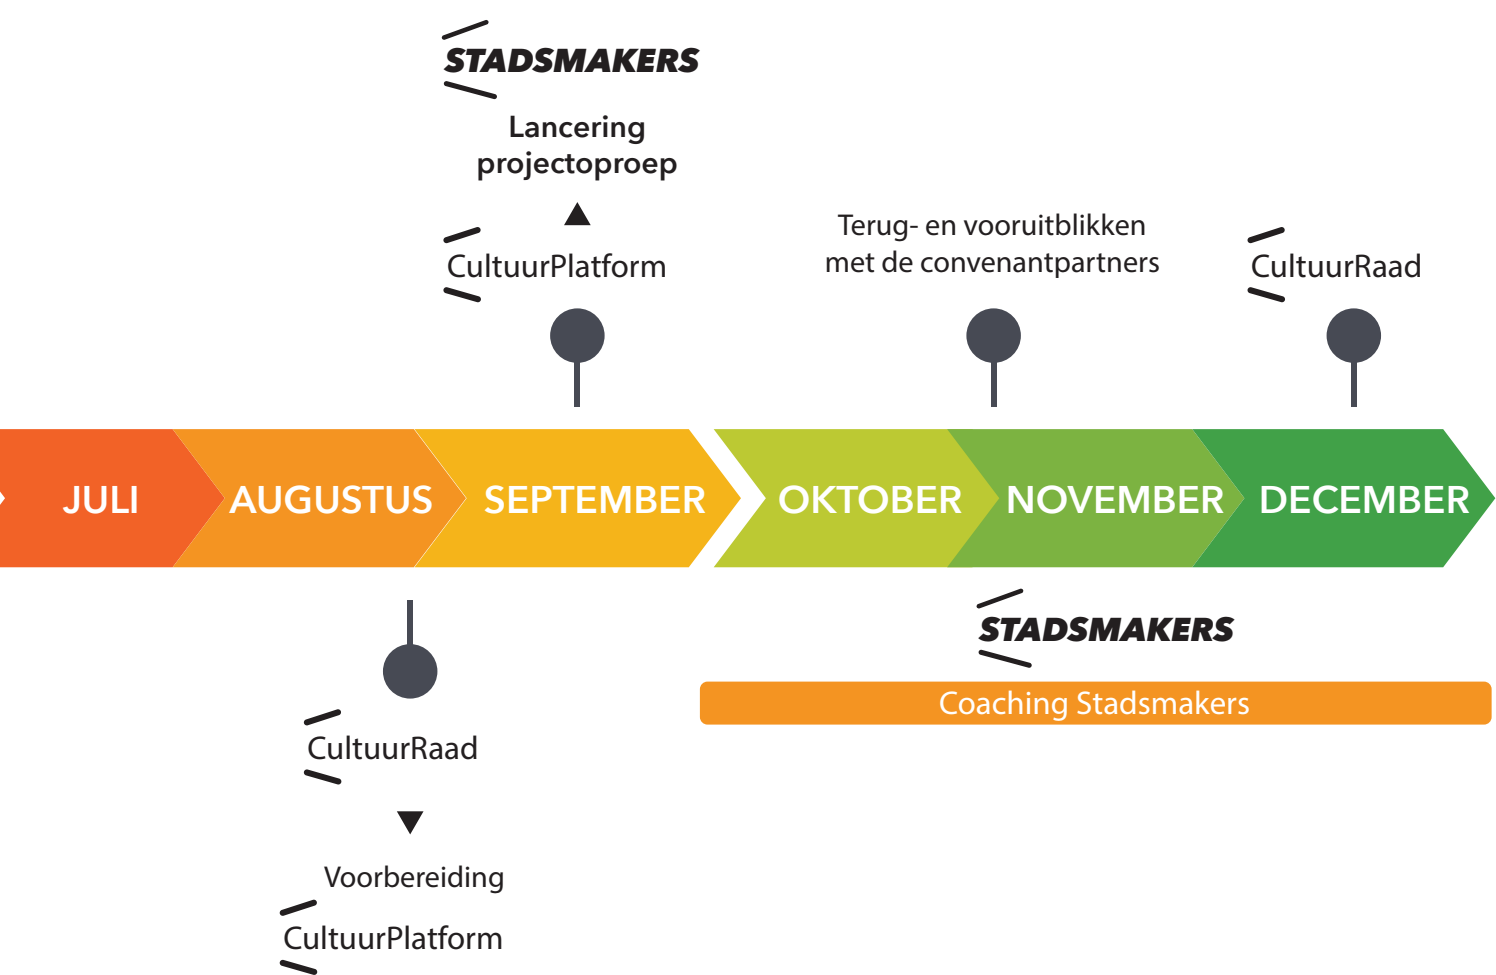 STADSMAKERS
Lancering
projectoproep
CultuurPlatform
Terug- en vooruitblikken
met de convenantpartners
CultuurRaad
JULI
AUGUSTUS
SEPTEMBER
OKTOBER
NOVEMBER
DECEMBER
STADSMAKERS
Coaching Stadsmakers
CultuurRaad
Voorbereiding
CultuurPlatform